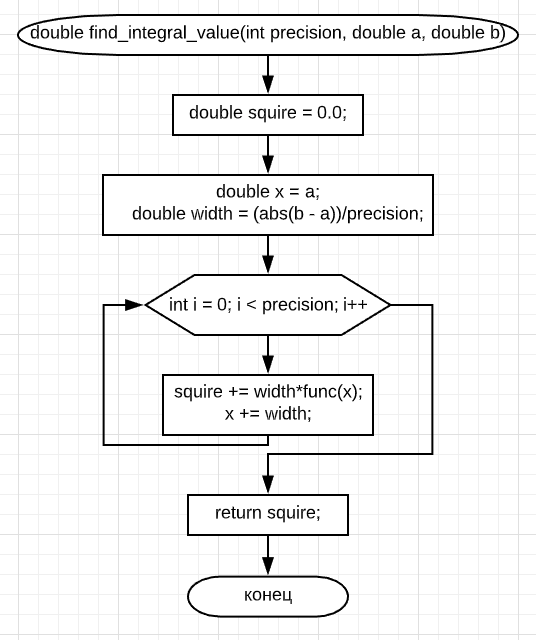 double find_integral_value(int precision, double a, double b)
double squire = 0.0;
double x = a;
double width = (abs(b - a))/precision;
int i = 0; i < precision; i++
squire += width*func(x);
x += width;
return squire;
конец